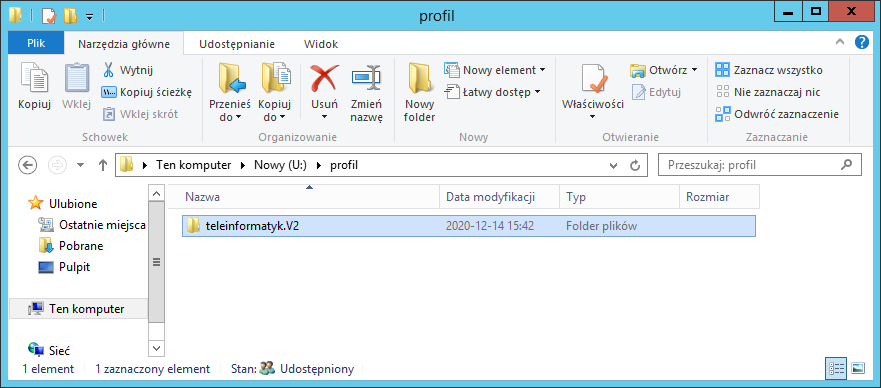 profil
Plik Narzędzia główne Udostępnianie Widok
Kopiuj
Wklej
Wytnij
Kopiuj ścieżkę
Wklej skrót
Schowek
Przenieś
do
Kopiuj
do
Usuń
Zmień
nazwę
Organizowanie
Nowy
folder
Nowy element
Łatwy dostęp
Nowy
Właściwości
Otwórz
Edytuj
Otwieranie
Zaznacz wszystko
Nie zaznaczaj nic
Odwróć zaznaczenie
Zaznaczanie
Ten komputer Nowy (U:) profil
Przeszukaj: profil
Ulubione
Ostatnie miejsca
Pobrane
Pulpit
Ten komputer
Sieć
Nazwa Data modyfikacji Typ Rozmiar
teleinformatyk.V2 2020-12-14 15:42 Folder plików
1 element 1 zaznaczony element Stan: Udostępniony